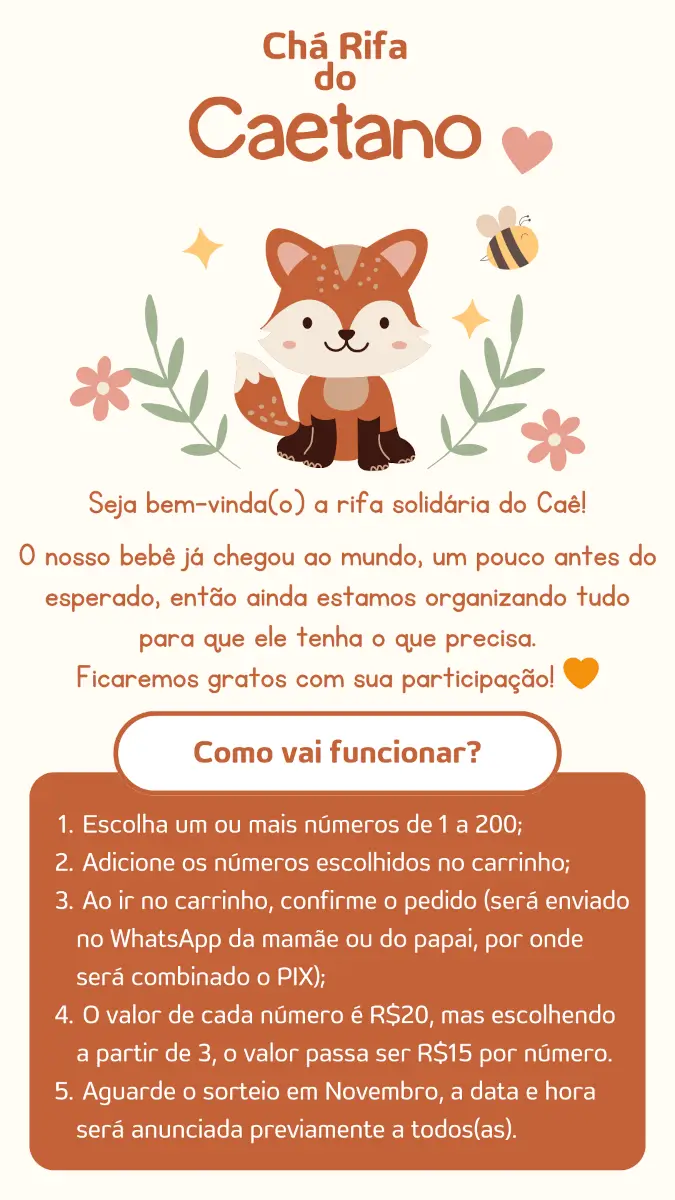 Chá Rifa
do
Caetano
Seja bem-vinda(o) a rifa solidária do Caê!
O nosso bebê já chegou ao mundo, um pouco antes do
esperado, então ainda estamos organizando tudo
para que ele tenha o que precisa.
Ficaremos gratos com sua participação!
Como vai funcionar?
1. Escolha um ou mais números de 1 a 200;
2. Adicione os números escolhidos no carrinho;
3. Ao ir no carrinho, confirme o pedido (será enviado
no WhatsApp da mamãe ou do papai, por onde
será combinado o PIX);
4. O valor de cada número é R$20, mas escolhendo
a partir de 3, o valor passa ser R$15 por número.
5. Aguarde o sorteio em Novembro, a data e hora
será anunciada previamente a todos(as).